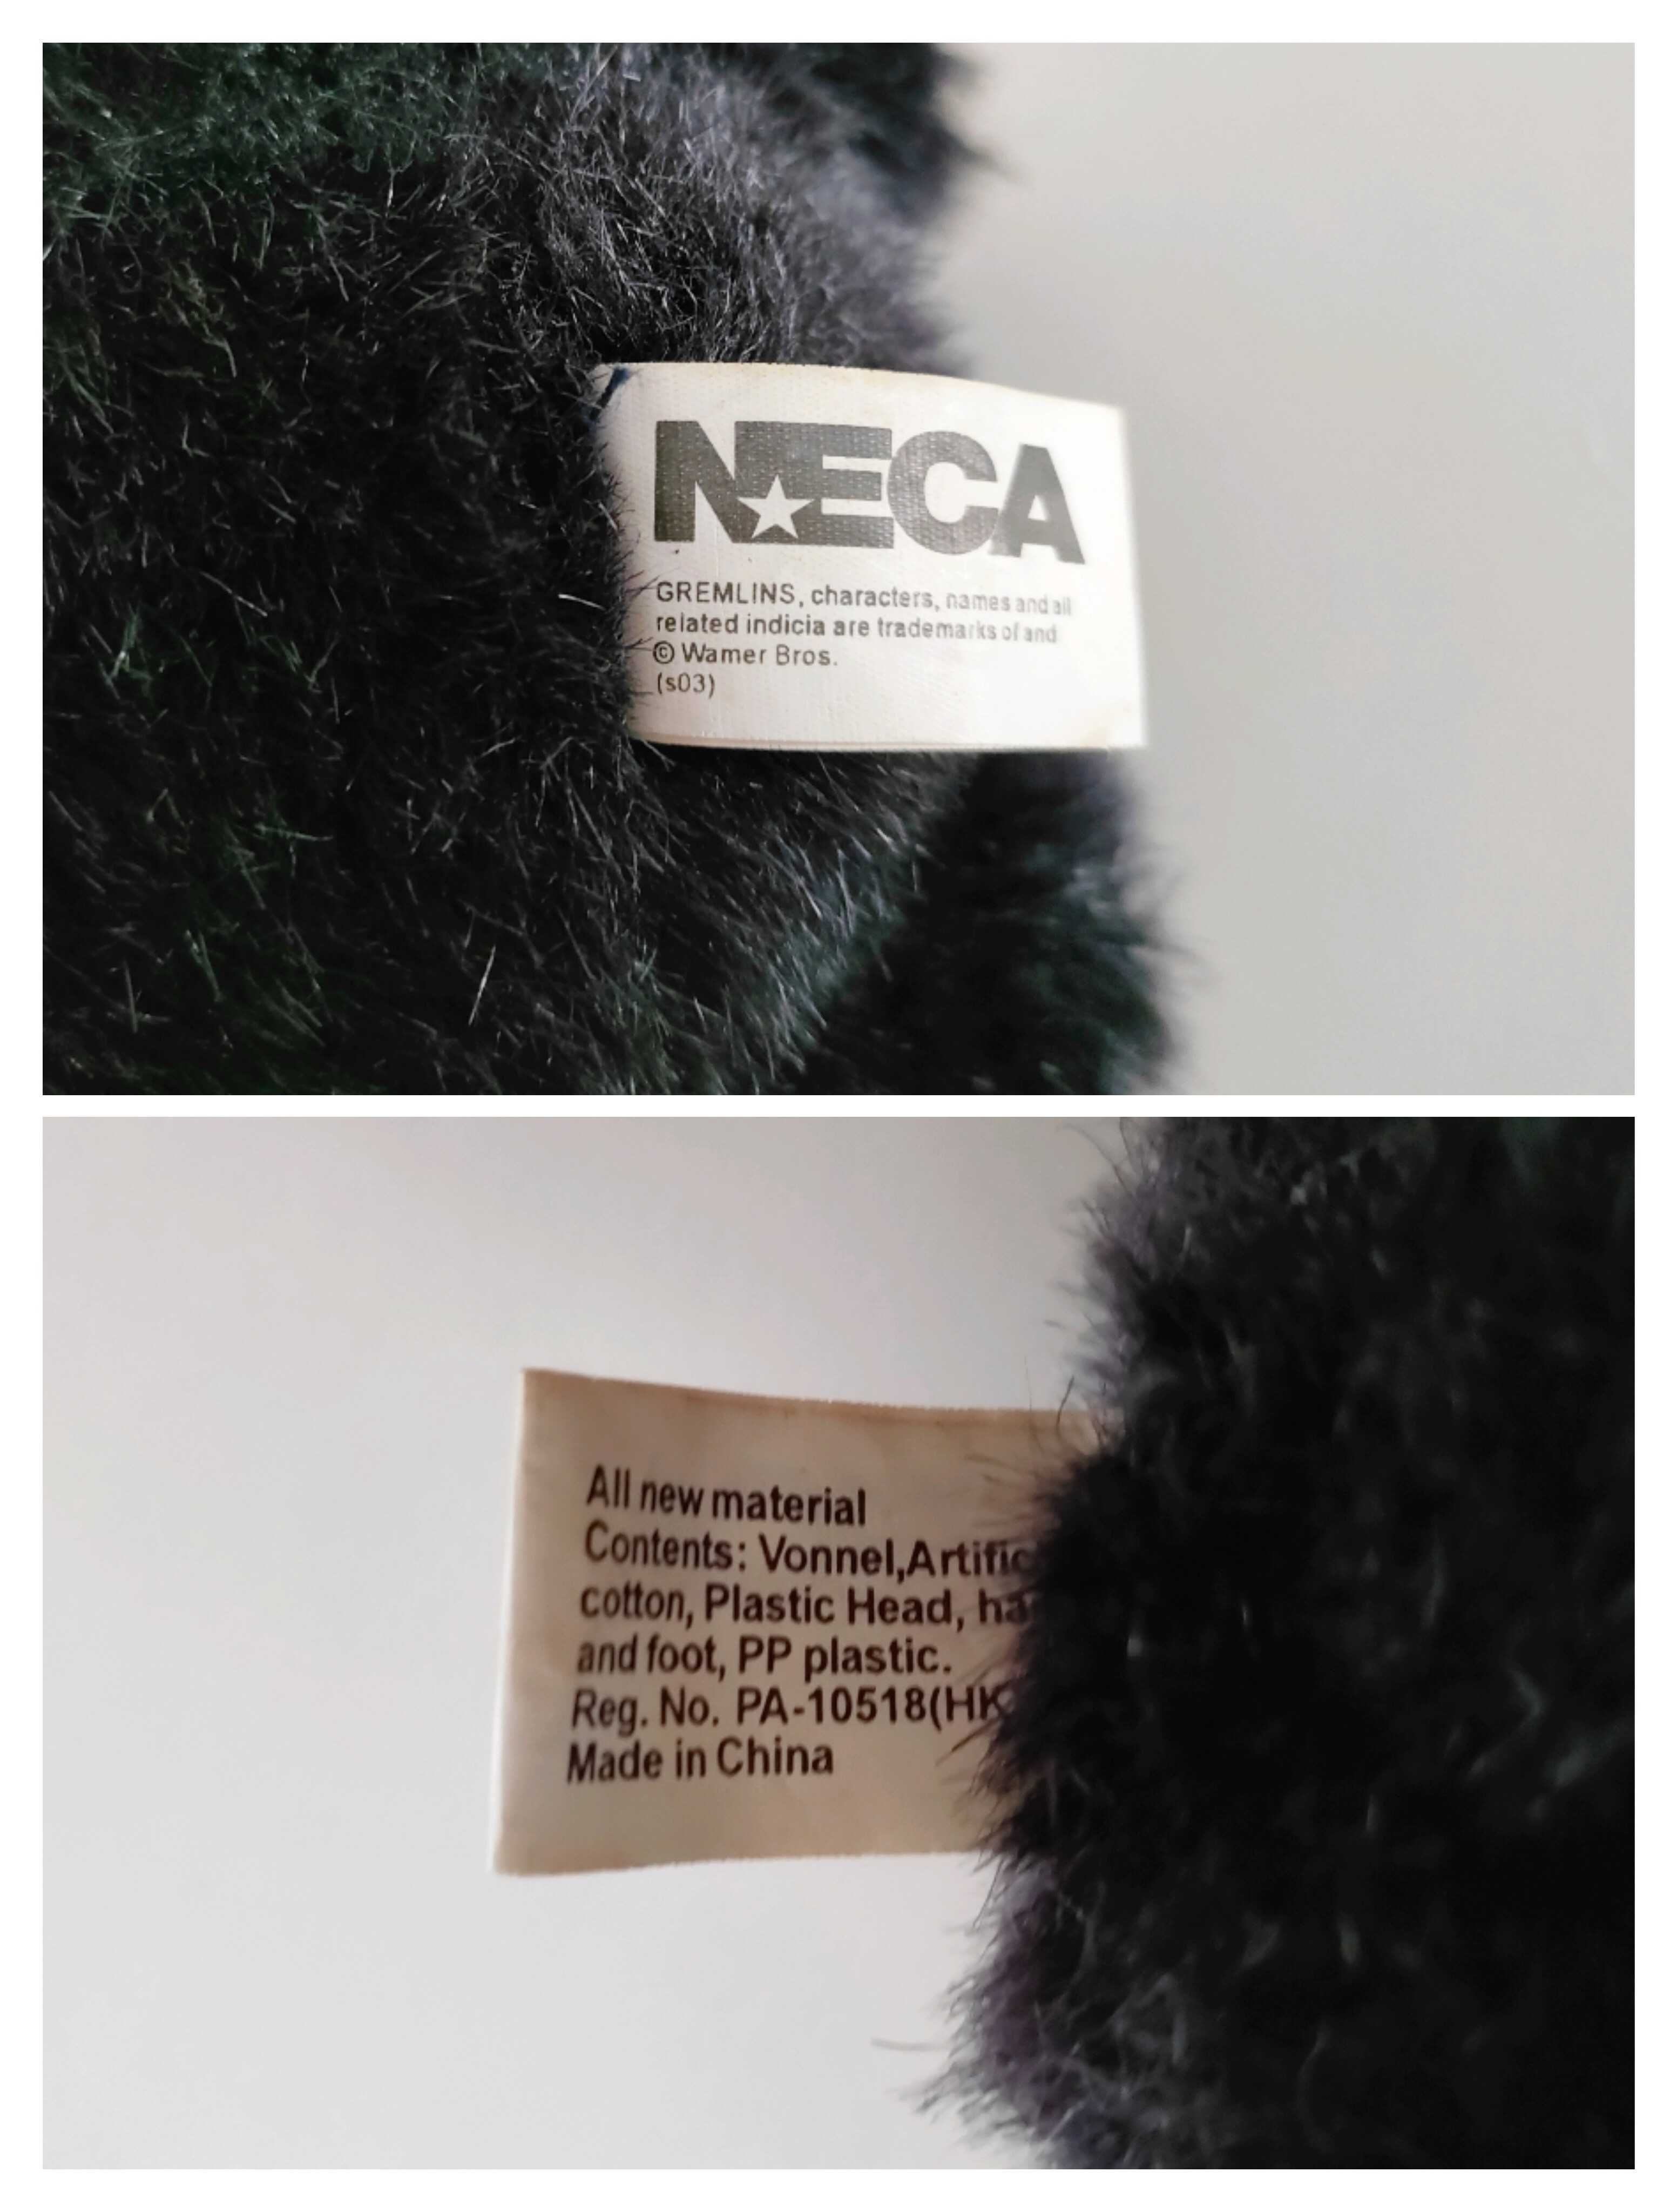 NECA
GREMLINS, characters, names and all
related indicia are trademarks of and
© Warner Bros.
(s03)
All new material
Contents: Vonnel,Artific
cotton, Plastic Head, ha
and foot, PP plastic.
Reg. No. PA-10518(HK
Made in China